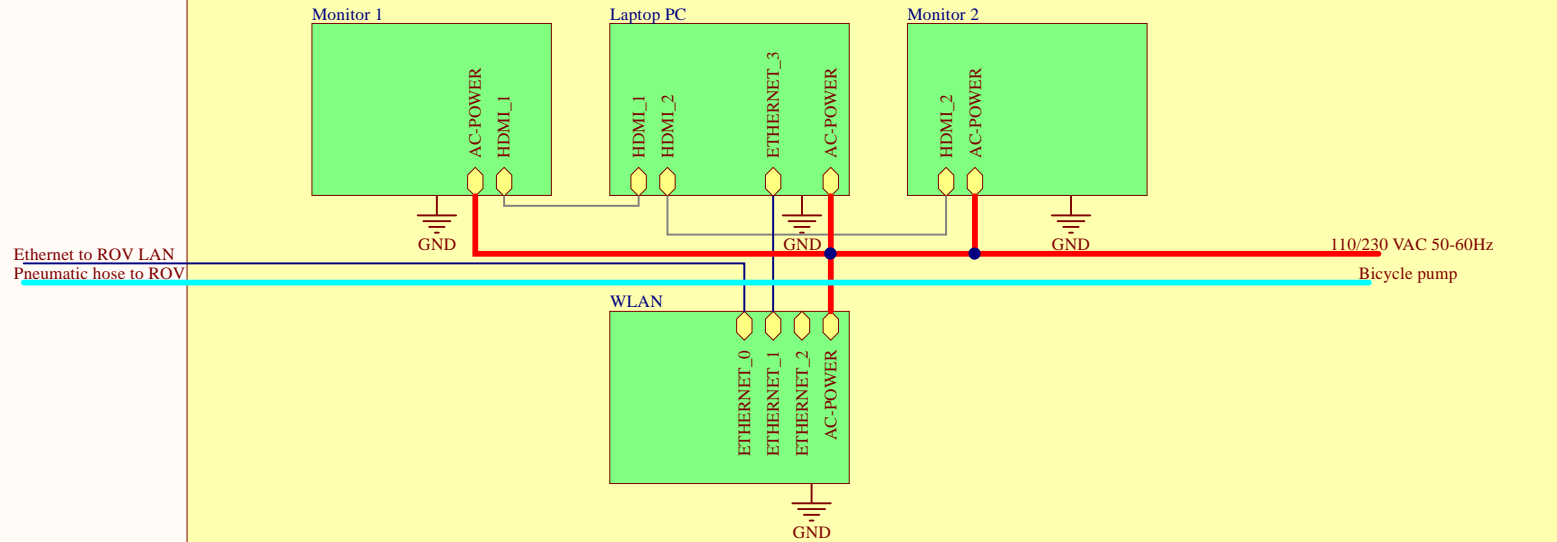 Monitor 1
Laptop PC
Monitor 2
AC-POWER
HDMI_1
HDMI_1
HDMI_2
ETHERNET_3
AC-POWER
HDMI_2
AC-POWER
GND
GND
GND
Ethernet to ROV LAN
110/230 VAC 50-60Hz
Pneumatic hose to ROV
Bicycle pump
WLAN
ETHERNET_0
ETHERNET_1
ETHERNET_2
AC-POWER
GND